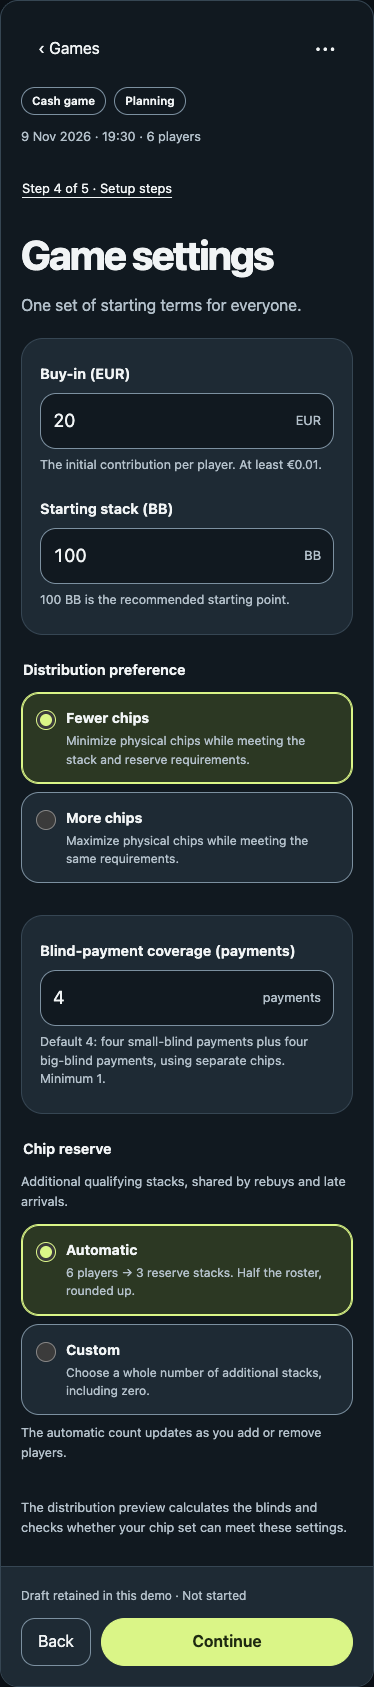 ‹ Games
Cash game
Planning
9 Nov 2026 · 19:30 · 6 players
Step 4 of 5 · Setup steps
Game settings
One set of starting terms for everyone.
Buy-in (EUR)
20 EUR
The initial contribution per player. At least €0.01.
Starting stack (BB)
100 BB
100 BB is the recommended starting point.
Distribution preference
Fewer chips
Minimize physical chips while meeting the
stack and reserve requirements.
More chips
Maximize physical chips while meeting the
same requirements.
Blind-payment coverage (payments)
4 payments
Default 4: four small-blind payments plus four
big-blind payments, using separate chips.
Minimum 1.
Chip reserve
Additional qualifying stacks, shared by rebuys and late
arrivals.
Automatic
6 players → 3 reserve stacks. Half the roster,
rounded up.
Custom
Choose a whole number of additional stacks,
including zero.
The automatic count updates as you add or remove
players.
The distribution preview calculates the blinds and
checks whether your chip set can meet these settings.
Draft retained in this demo · Not started
Back
Continue